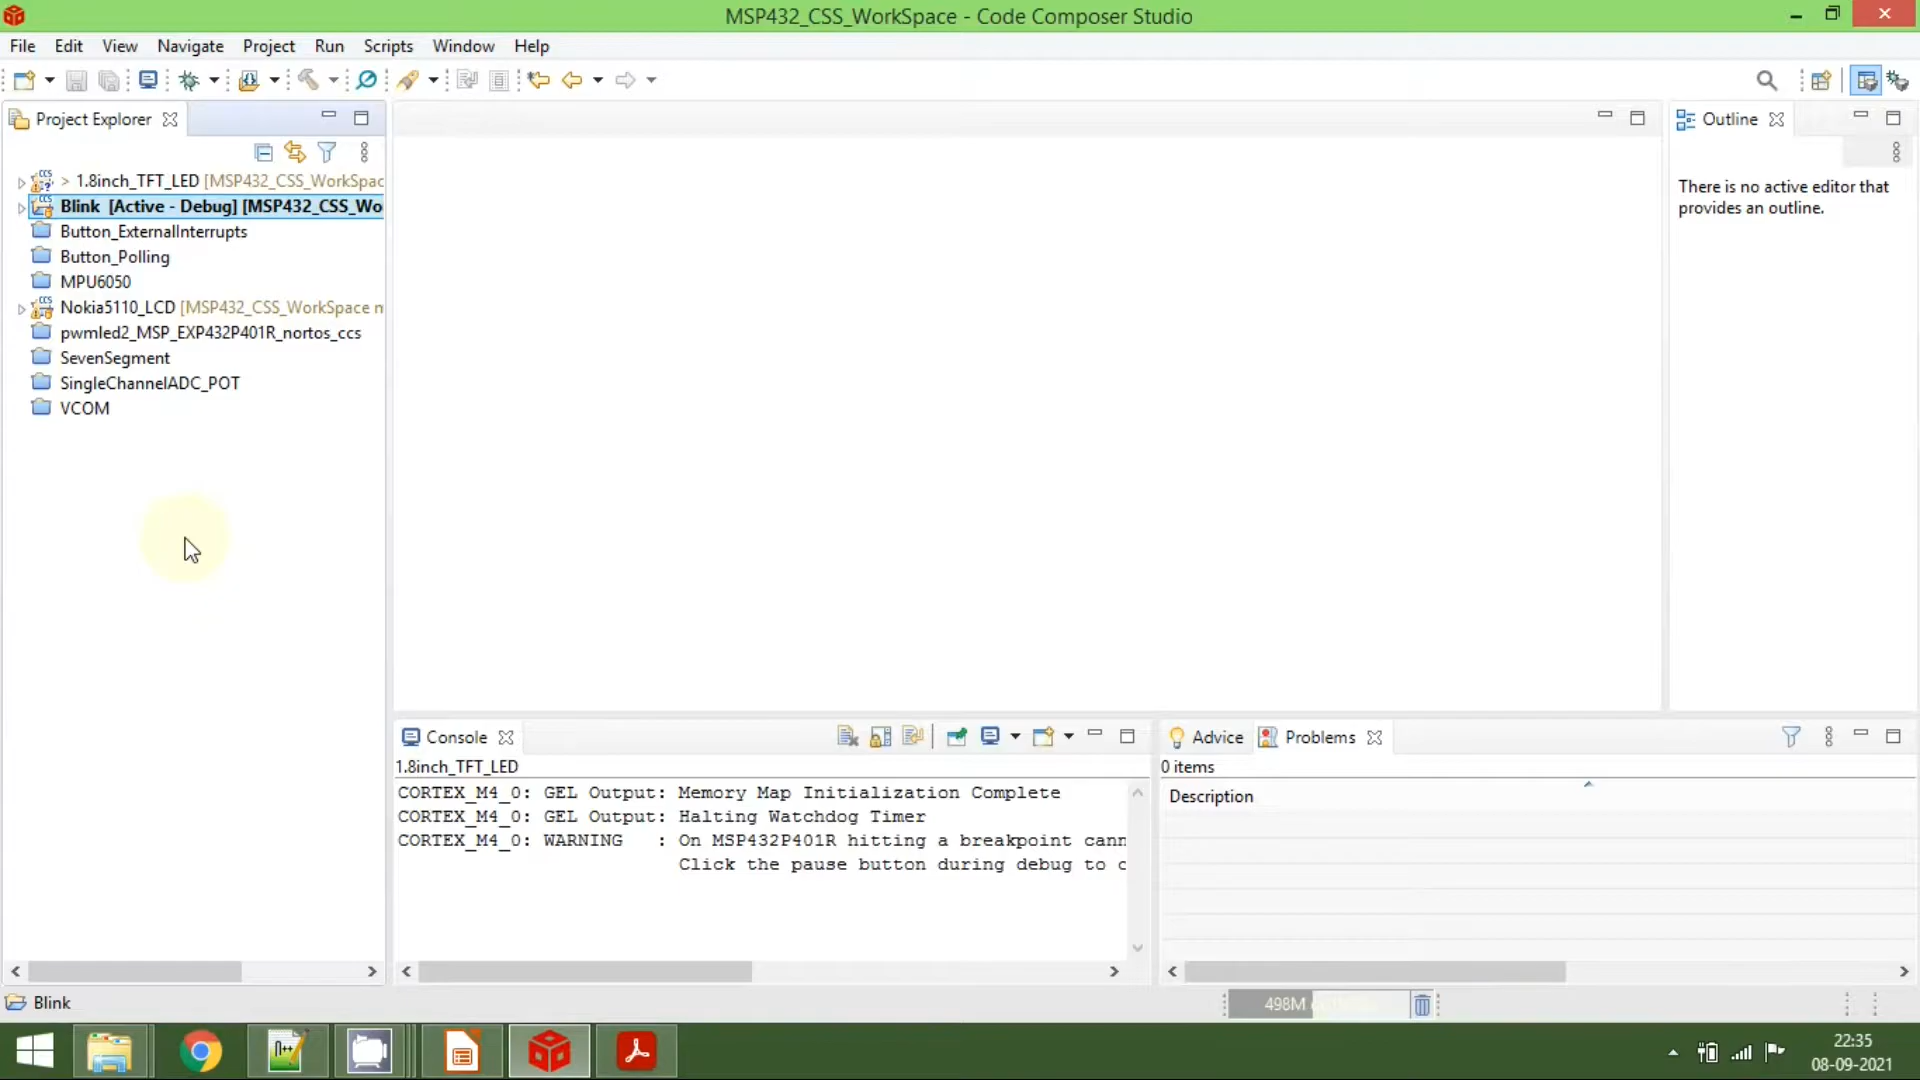 MSP432_CSS_WorkSpace - Code Composer Studio
File Edit View Navigate Project Run Scripts Window Help
Project Explorer
> 1.8inch_TFT_LED [MSP432_CSS_WorkSpac
Blink [Active - Debug] [MSP432_CSS_Wo
Button_ExternalInterrupts
Button_Polling
MPU6050
Nokia5110_LCD [MSP432_CSS_WorkSpace m
pwmled2_MSP_EXP432P401R_nortos_ccs
SevenSegment
SingleChannelADC_POT
VCOM
Outline
There is no active editor that
provides an outline.
Console
1.8inch_TFT_LED
CORTEX_M4_0: GEL Output: Memory Map Initialization Complete
CORTEX_M4_0: GEL Output: Halting Watchdog Timer
CORTEX_M4_0: WARNING : On MSP432P401R hitting a breakpoint cann
Click the pause button during debug to c
Advice Problems
0 items
Description
Blink
498M
22:35
08-09-2021